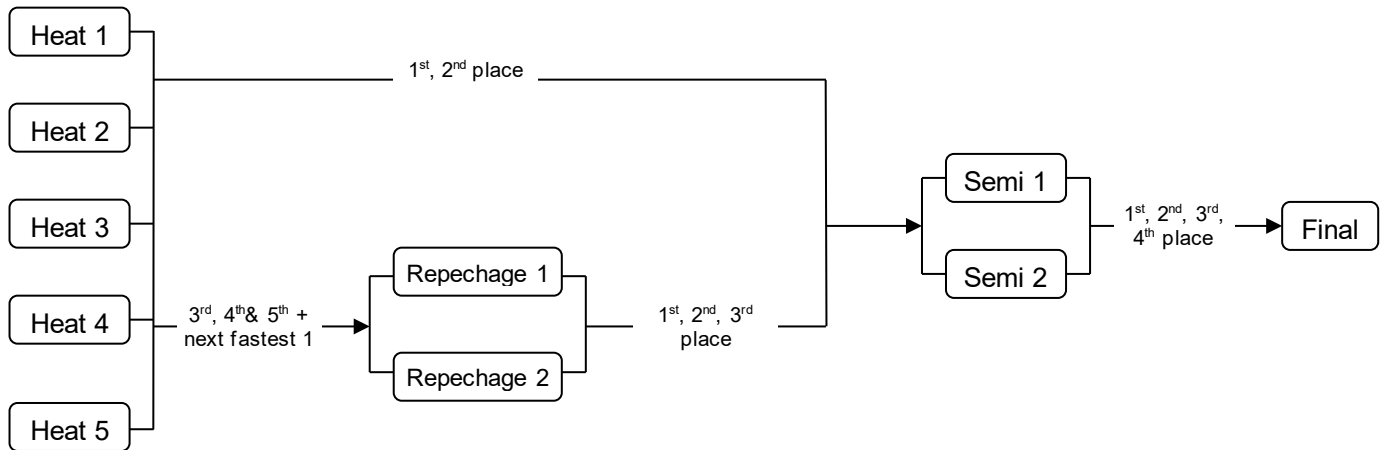 Heat 1
1st, 2nd place
Heat 2
Heat 3
Heat 4
Heat 5
3rd, 4th& 5th +
next fastest 1
Repechage 1
Repechage 2
1st, 2nd, 3rd
place
Semi 1
Semi 2
1st, 2nd, 3rd,
4th place
Final